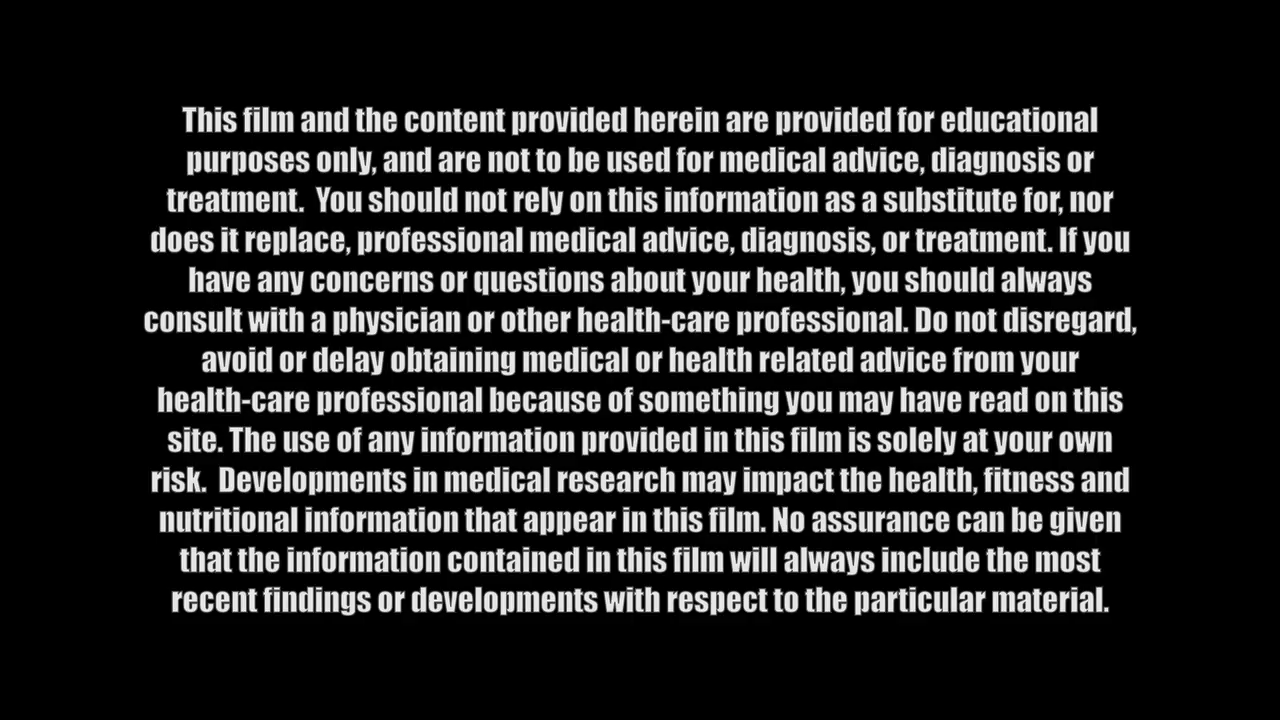 This film and the content provided herein are provided for educational
purposes only, and are not to be used for medical advice, diagnosis or
treatment.  You should not rely on this information as a substitute for, nor
does it replace, professional medical advice, diagnosis, or treatment. If you
have any concerns or questions about your health, you should always
consult with a physician or other health-care professional. Do not disregard,
avoid or delay obtaining medical or health related advice from your
health-care professional because of something you may have read on this
site. The use of any information provided in this film is solely at your own
risk.  Developments in medical research may impact the health, fitness and
nutritional information that appear in this film. No assurance can be given
that the information contained in this film will always include the most
recent findings or developments with respect to the particular material.